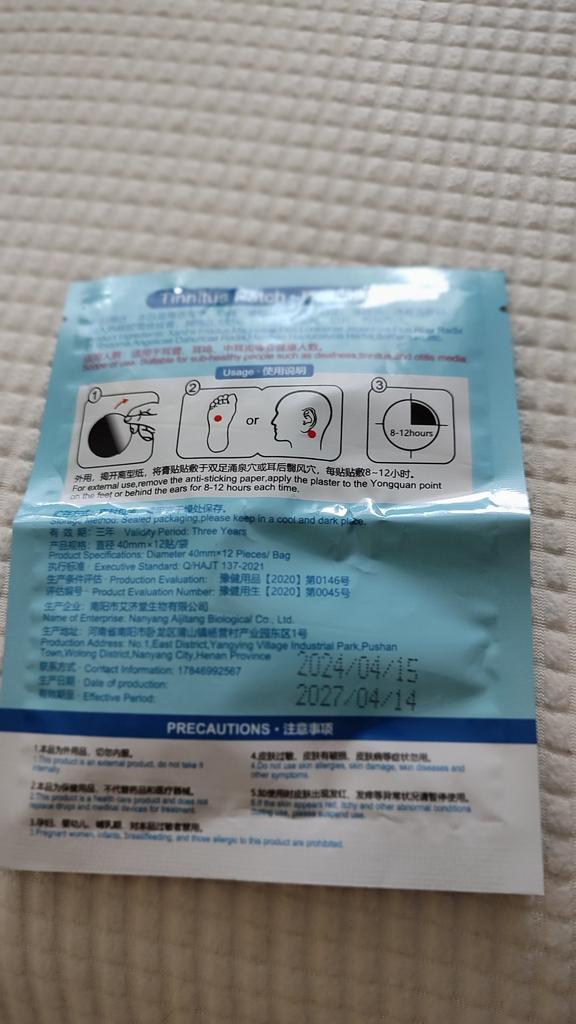 Tinnitus Patch
Scope of use: Suitable for sub-healthy people such as deafness,tinnitus,and otitis media
Usage · 使用说明
1
2
or
3
8-12hours
外用，揭开离型纸，将膏贴贴敷于双足涌泉穴或耳后翳风穴，每贴贴敷8~12小时。
For external use,remove the anti-sticking paper,apply the plaster to the Yongquan point
on the feet or behind the ears for 8-12 hours each time.
Storage Method: Sealed packaging,please keep in a cool and dark place.
有 效 期：三年 Validity Period: Three Years
产品规格：直径 40mm×12贴/袋
Product Specifications: Diameter 40mm×12 Pieces/ Bag
执行标准 · Executive Standard: Q/HAJT 137-2021
生产条件评估 · Production Evaluation: 豫健用品【2020】第0146号
评估编号 · Product Evaluation Number: 豫健用生【2020】第0045号
生产企业：南阳市艾济堂生物有限公司
Name of Enterprise: Nanyang Aijitang Biological Co., Ltd.
生产地址：河南省南阳市卧龙区蒲山镇杨营村产业园东区1号
Production Address: No.1,East District,Yangying Village Industrial Park,Pushan
Town,Wolong District,Nanyang City,Henan Province
联系方式 · Contact Information: 17846992567
生产日期 · Date of production: 2024/04/15
有效期至 · Effective Period: 2027/04/14
PRECAUTIONS · 注意事项
1.本品为外用品，切勿内服。
1.This product is an external product, do not take it
internally.
2.本品为保健用品，不代替药品和医疗器械。
2.This product is a health care product and does not
replace drugs and medical devices for treatment.
3.孕妇、婴幼儿、哺乳期、对本品过敏者禁用。
3.Pregnant women, infants, breastfeeding, and those allergic to this product are prohibited.
4.皮肤过敏，皮肤有破损，皮肤病等症状勿用。
4.Do not use skin allergies, skin damage, skin diseases and
other symptoms.
5.如使用时皮肤出现发红、发痒等异常状况请暂停使用。
5.If the skin appears red, itchy and other abnormal conditions
during use, please suspend use.